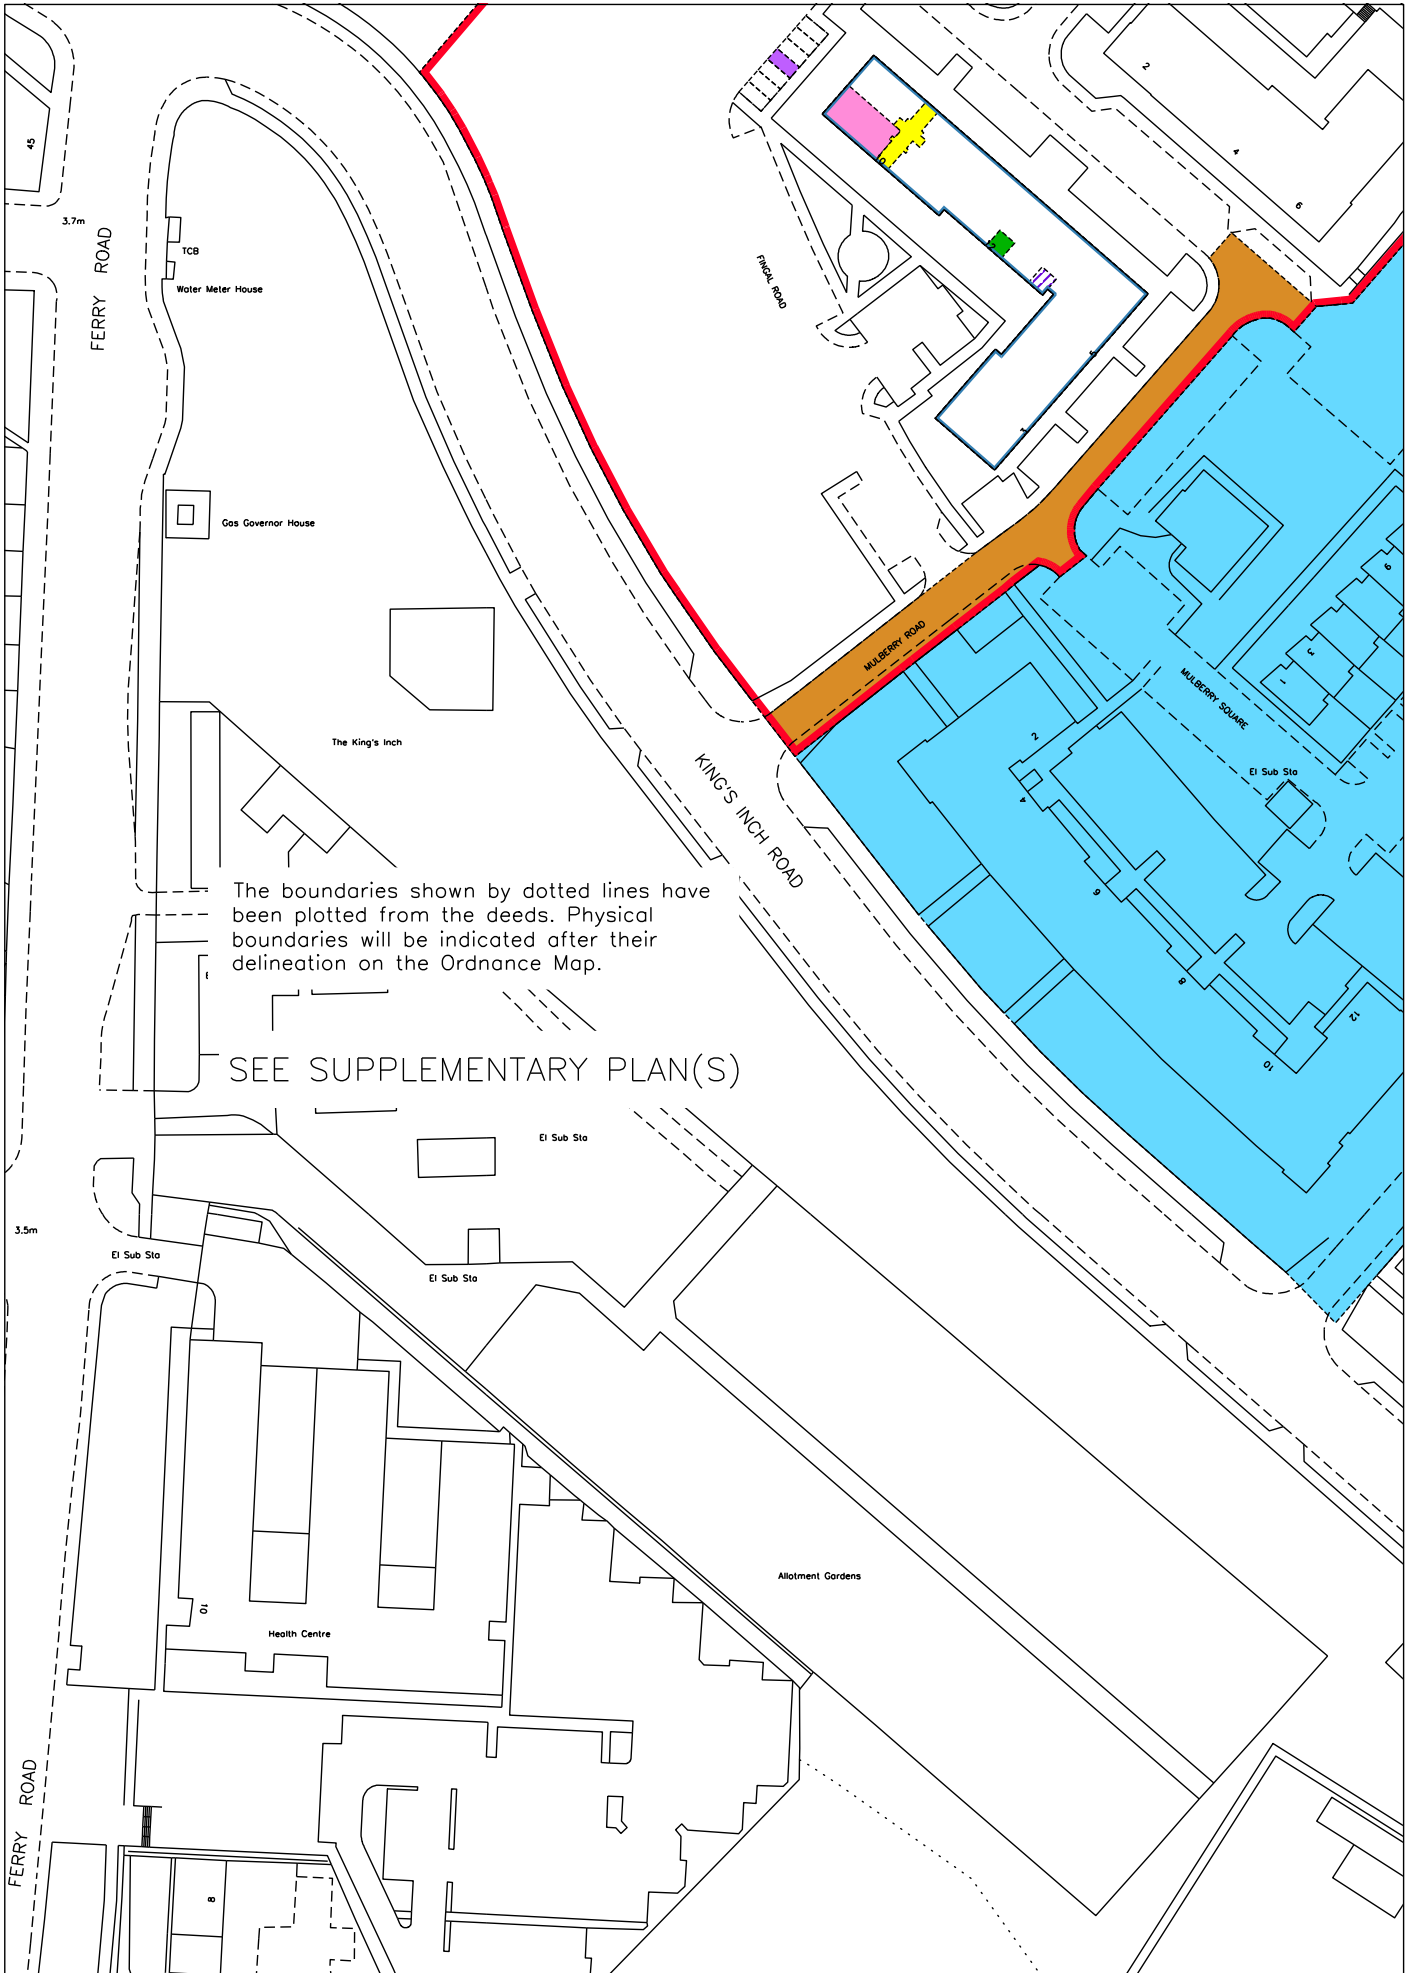 45
2
4
6
3.7m
FERRY ROAD
TCB
Water Meter House
FINGAL ROAD
5
1
Gas Governor House
9
MULBERRY ROAD
3
1
MULBERRY SQUARE
The King's Inch
2
El Sub Sta
KING'S INCH ROAD
4
6
The boundaries shown by dotted lines have
been plotted from the deeds. Physical
boundaries will be indicated after their
delineation on the Ordnance Map.
8
12
10
SEE SUPPLEMENTARY PLAN(S)
El Sub Sta
3.5m
El Sub Sta
El Sub Sta
Allotment Gardens
10
Health Centre
FERRY ROAD
8